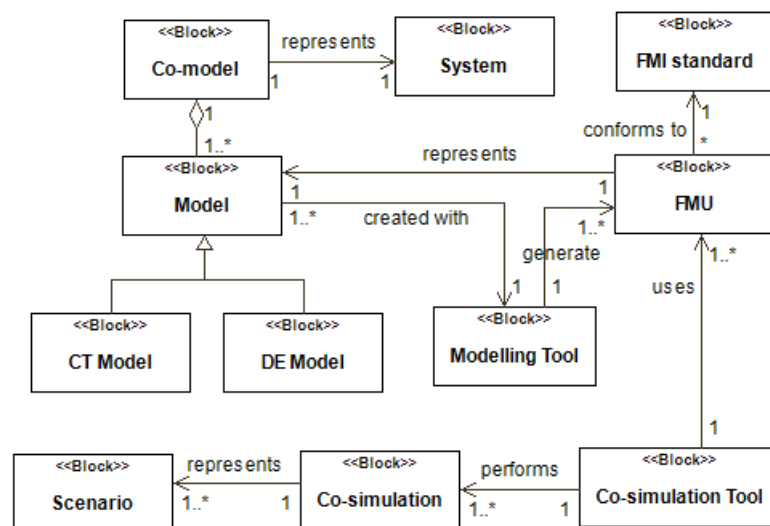 <<Block>>
Co-model
represents
1
1
<<Block>>
System
<<Block>>
FMI standard
1
1..*
1
conforms to
*
<<Block>>
Model
represents
1
1
1..*
created with
<<Block>>
FMU
1..*
generate
1..*
1
1
uses
<<Block>>
CT Model
<<Block>>
DE Model
<<Block>>
Modelling Tool
1
<<Block>>
Scenario
represents
1..*
1
<<Block>>
Co-simulation
performs
1..*
1
<<Block>>
Co-simulation Tool